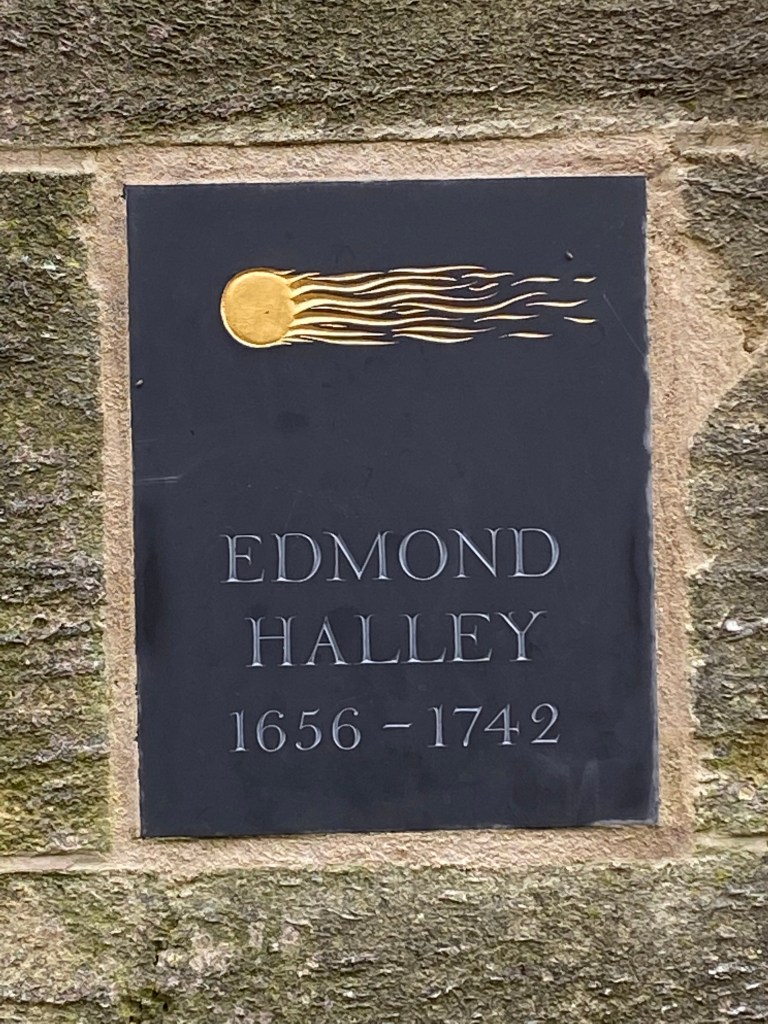 EDMOND
HALLEY
1656 – 1742